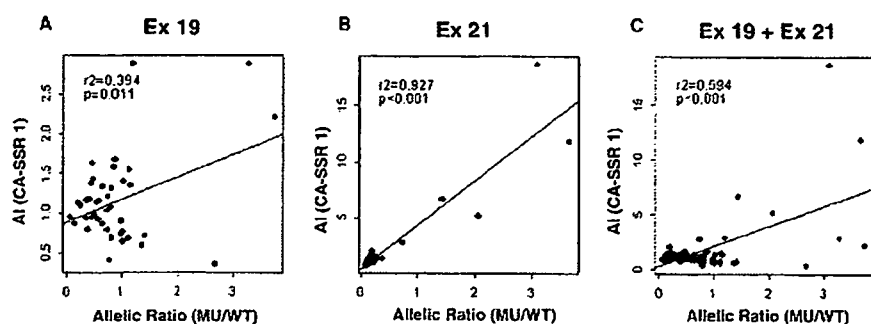 A Ex 19
r2=0.394
p=0.011
AI (CA-SSR 1)
0.5 1.0 1.5 2.0 2.5
0 1 2 3
Allelic Ratio (MU/WT)
B Ex 21
r2=0.927
p<0.001
AI (CA-SSR 1)
5 10 15
0 1 2 3
Allelic Ratio (MU/WT)
C Ex 19 + Ex 21
r2=0.594
p<0.001
AI (CA-SSR 1)
0 5 10 15
0 1 2 3
Allelic Ratio (MU/WT)